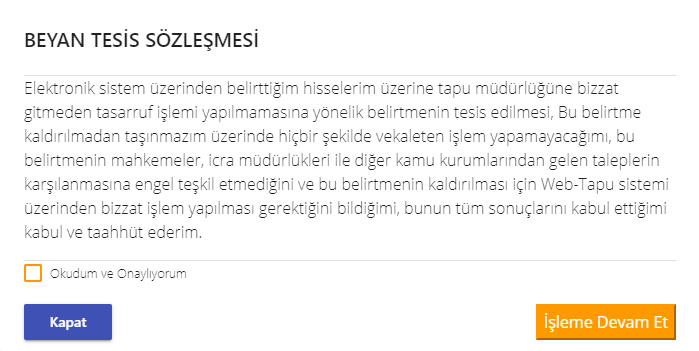 BEYAN TESİS SÖZLEŞMESİ
Elektronik sistem üzerinden belirttiğim hisselerim üzerine tapu müdürlüğüne bizzat
gitmeden tasarruf işlemi yapılmamasına yönelik belirtmenin tesis edilmesi, Bu belirtme
kaldırılmadan taşınmazım üzerinde hiçbir şekilde vekaleten işlem yapamayacağımı, bu
belirtmenin mahkemeler, icra müdürlükleri ile diğer kamu kurumlarından gelen taleplerin
karşılanmasına engel teşkil etmediğini ve bu belirtmenin kaldırılması için Web-Tapu sistemi
üzerinden bizzat işlem yapılması gerektiğini bildiğimi, bunun tüm sonuçlarını kabul ettiğimi
kabul ve taahhüt ederim.
Okudum ve Onaylıyorum
Kapat
İşleme Devam Et